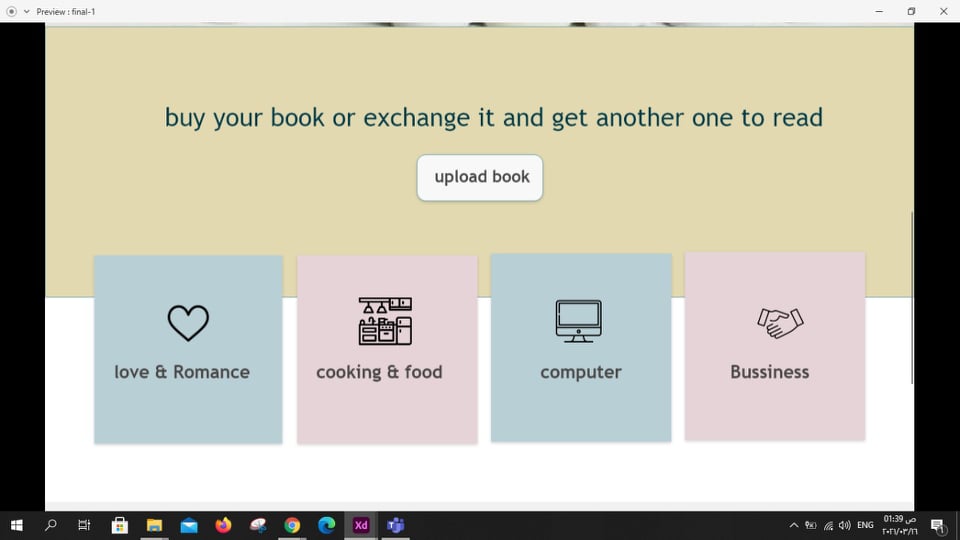 Preview : final-1
buy your book or exchange it and get another one to read
upload book
love & Romance
cooking & food
computer
Bussiness
Xd
ENG
01:39 ص
٢٠٢١/٠٣/١٦